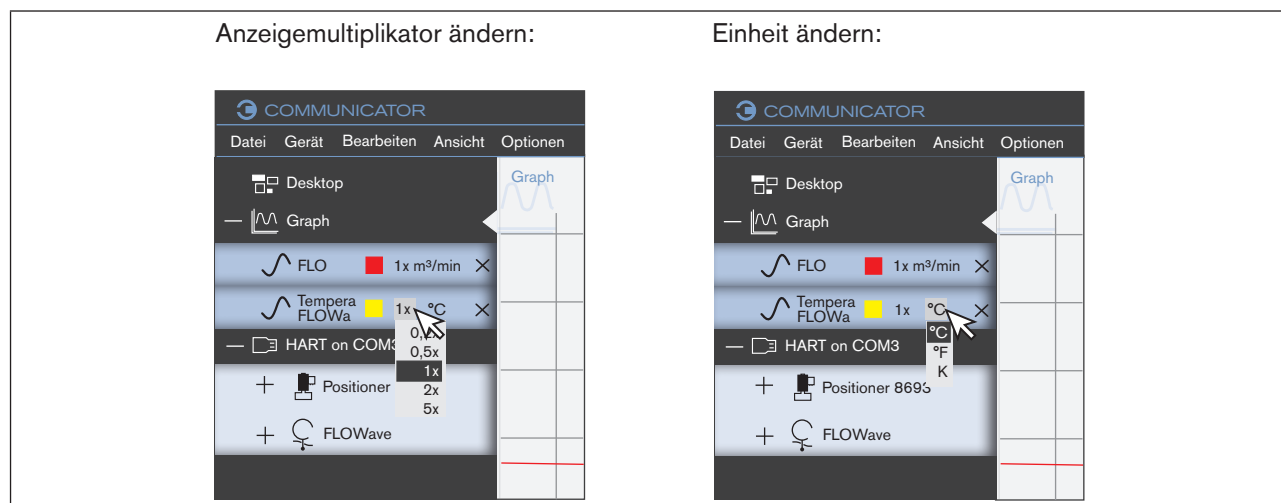 Anzeigemultiplikator ändern:
COMMUNICATOR
Datei Gerät Bearbeiten Ansicht Optionen
Desktop
Graph
Graph
FLO 1x m³/min
Tempera
FLOWa
1x °C
0,5x
1x
2x
5x
HART on COM3
Positioner
FLOWave
Einheit ändern:
COMMUNICATOR
Datei Gerät Bearbeiten Ansicht Optionen
Desktop
Graph
Graph
FLO 1x m³/min
Tempera
FLOWa
1x °C
°C
°F
K
HART on COM3
Positioner 8693
FLOWave